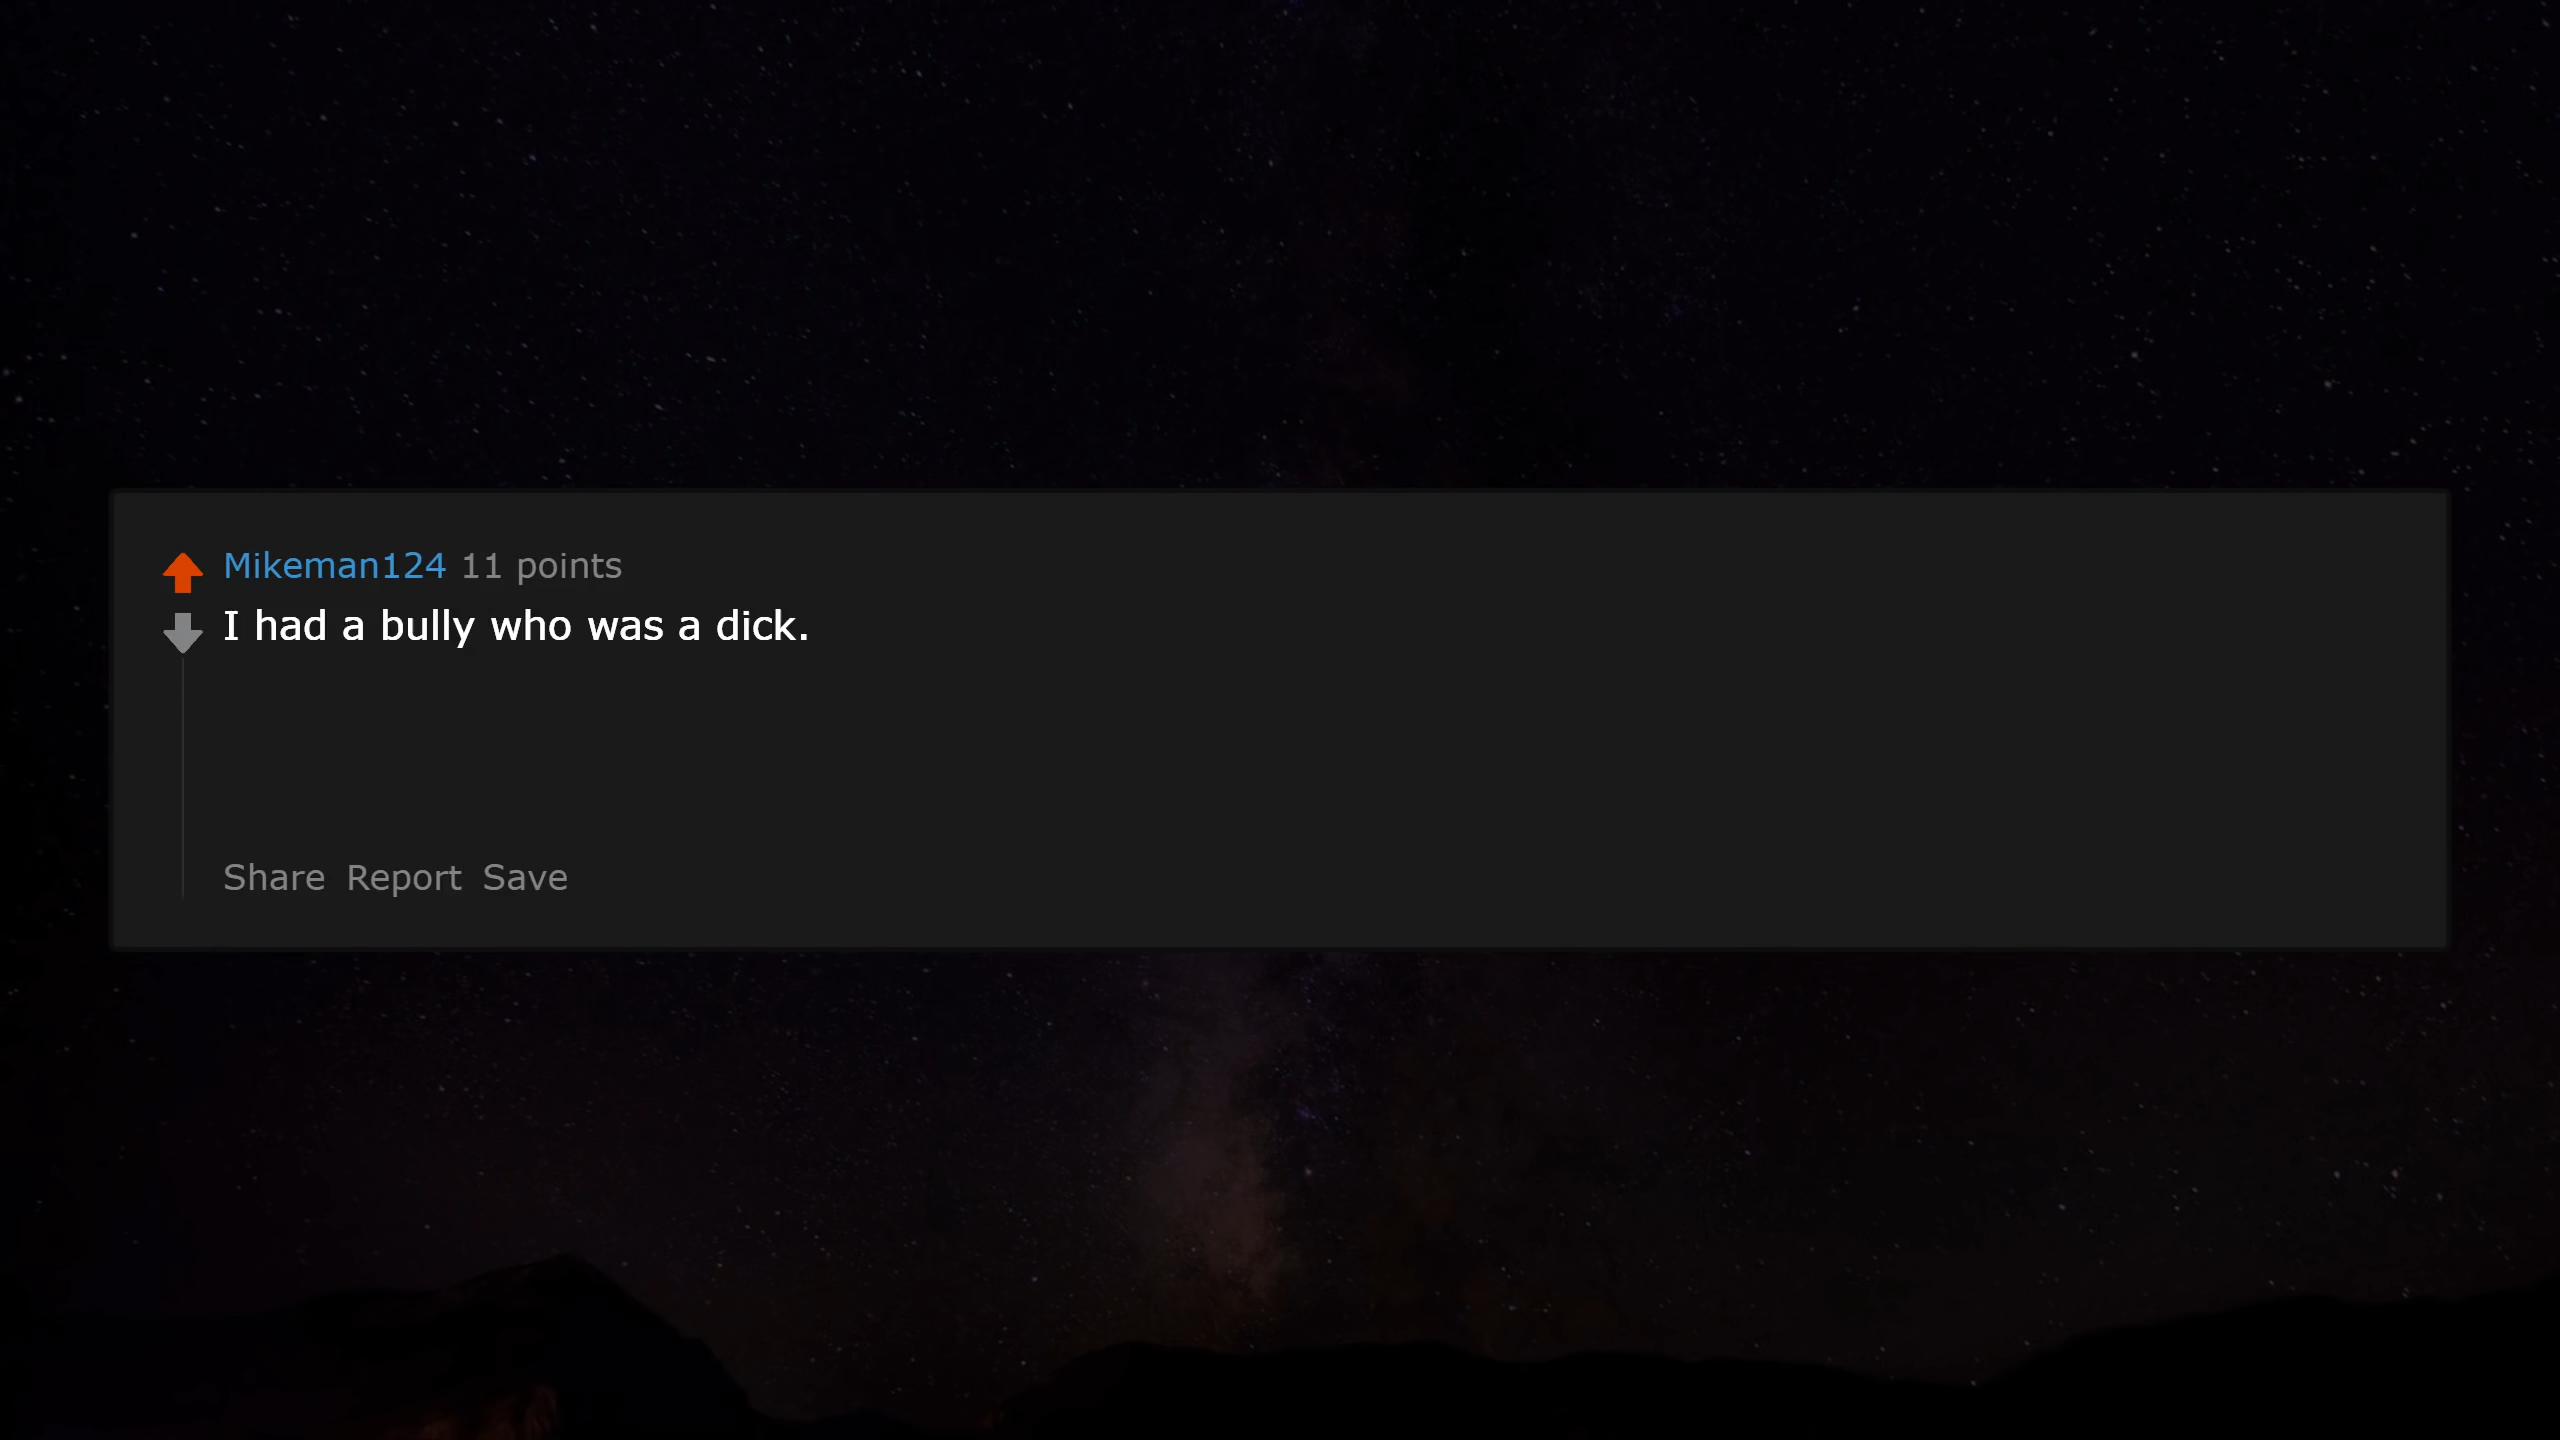 Mikeman124 11 points
I had a bully who was a dick.
Share Report Save